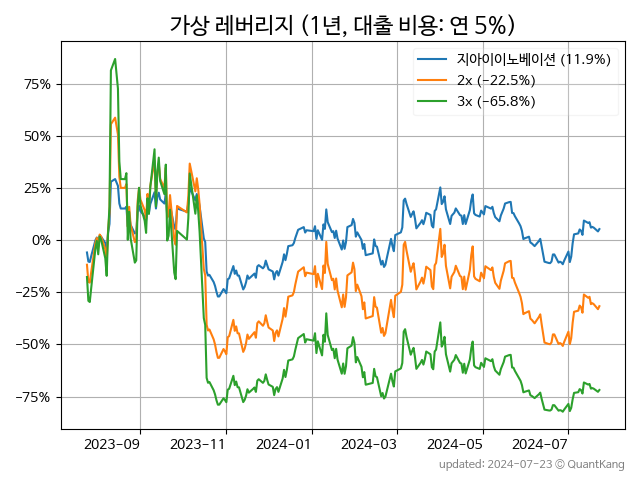 가상 레버리지 (1년, 대출 비용: 연 5%)
지아이이노베이션 (11.9%)
2x (−22.5%)
3x (−65.8%)
75%
50%
25%
0%
−25%
−50%
−75%
2023−09
2023−11
2024−01
2024−03
2024−05
2024−07
updated: 2024-07-23 © QuantKang